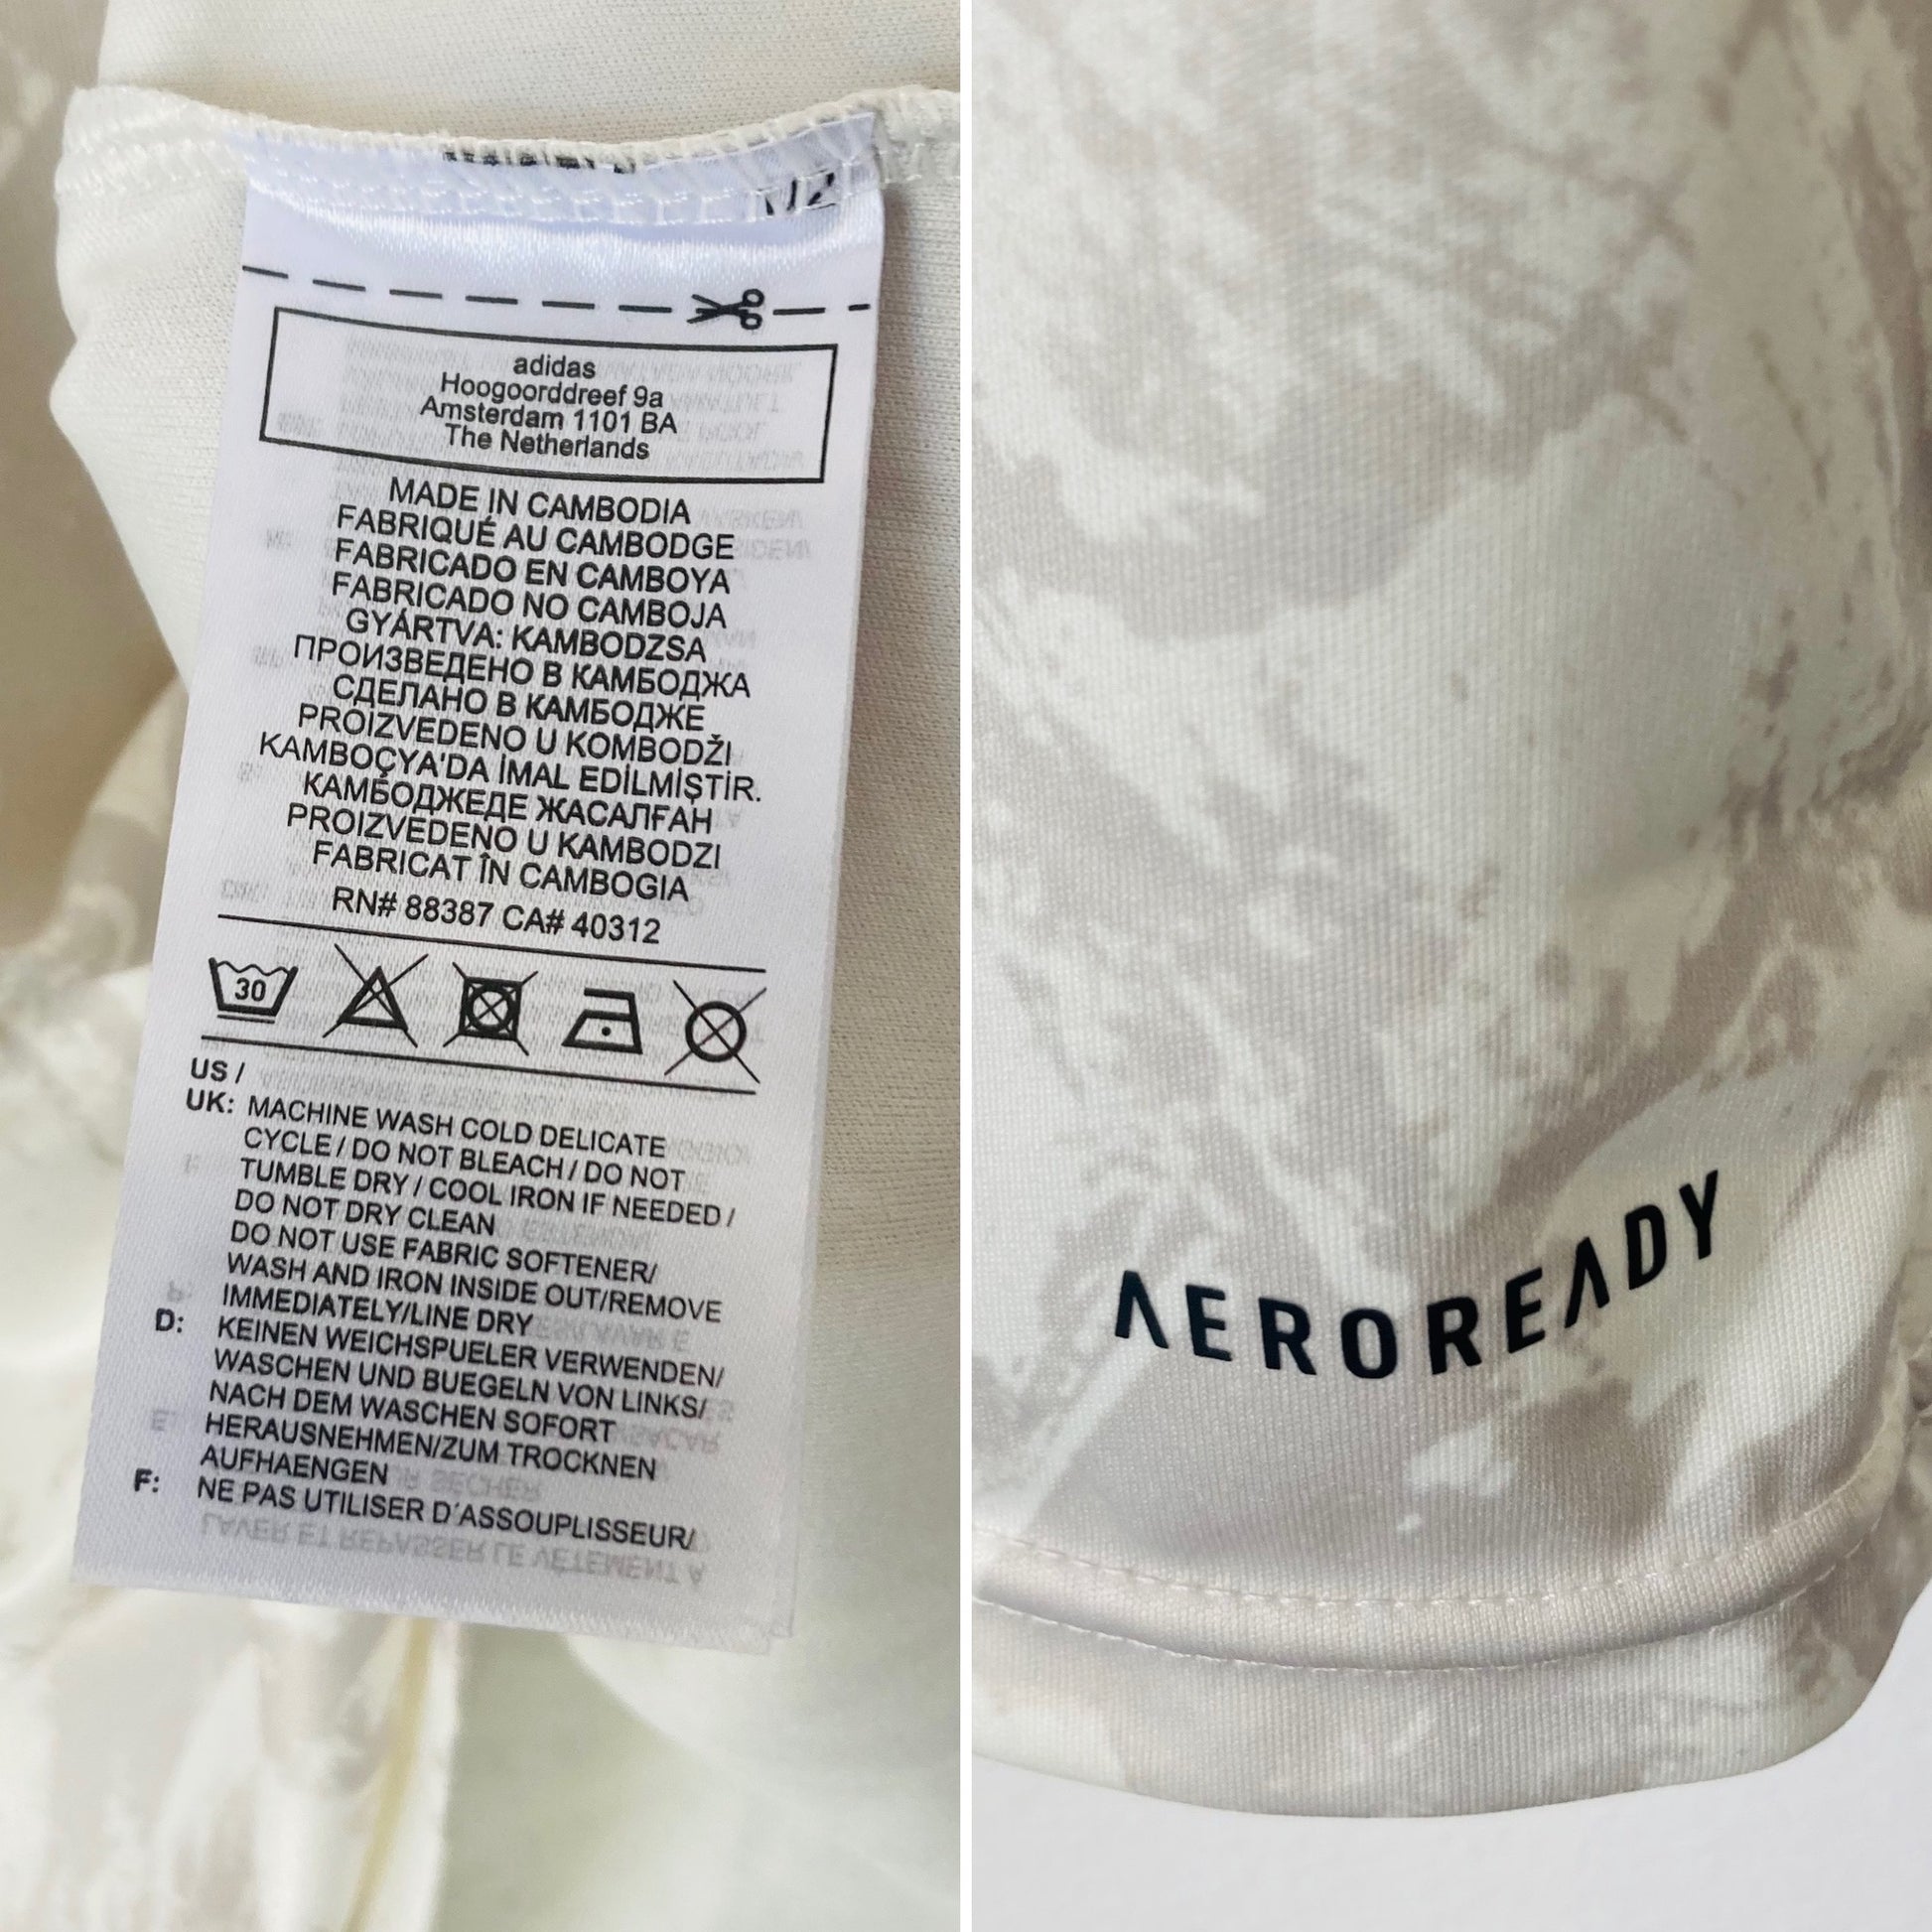 adidas
Hoogoorddreef 9a
Amsterdam 1101 BA
The Netherlands
MADE IN CAMBODIA
FABRIQUÉ AU CAMBODGE
FABRICADO EN CAMBOYA
FABRICADO NO CAMBOJA
GYÁRTVA: KAMBODZSA
ПРОИЗВЕДЕНО В КАМБОДЖА
СДЕЛАНО В КАМБОДЖЕ
PROIZVEDENO U KOMBODŽI
KAMBOÇYA'DA İMAL EDİLMİŞTİR.
КАМБОДЖЕДЕ ЖАСАЛҒАН
PROIZVEDENO U KAMBODZI
FABRICAT ÎN CAMBOGIA
RN# 88387 CA# 40312
30
US /
UK: MACHINE WASH COLD DELICATE
CYCLE / DO NOT BLEACH / DO NOT
TUMBLE DRY / COOL IRON IF NEEDED /
DO NOT DRY CLEAN
DO NOT USE FABRIC SOFTENER/
WASH AND IRON INSIDE OUT/REMOVE
IMMEDIATELY/LINE DRY
D: KEINEN WEICHSPUELER VERWENDEN/
WASCHEN UND BUEGELN VON LINKS/
NACH DEM WASCHEN SOFORT
HERAUSNEHMEN/ZUM TROCKNEN
AUFHAENGEN
F: NE PAS UTILISER D´ASSOUPLISSEUR/
AEROREADY